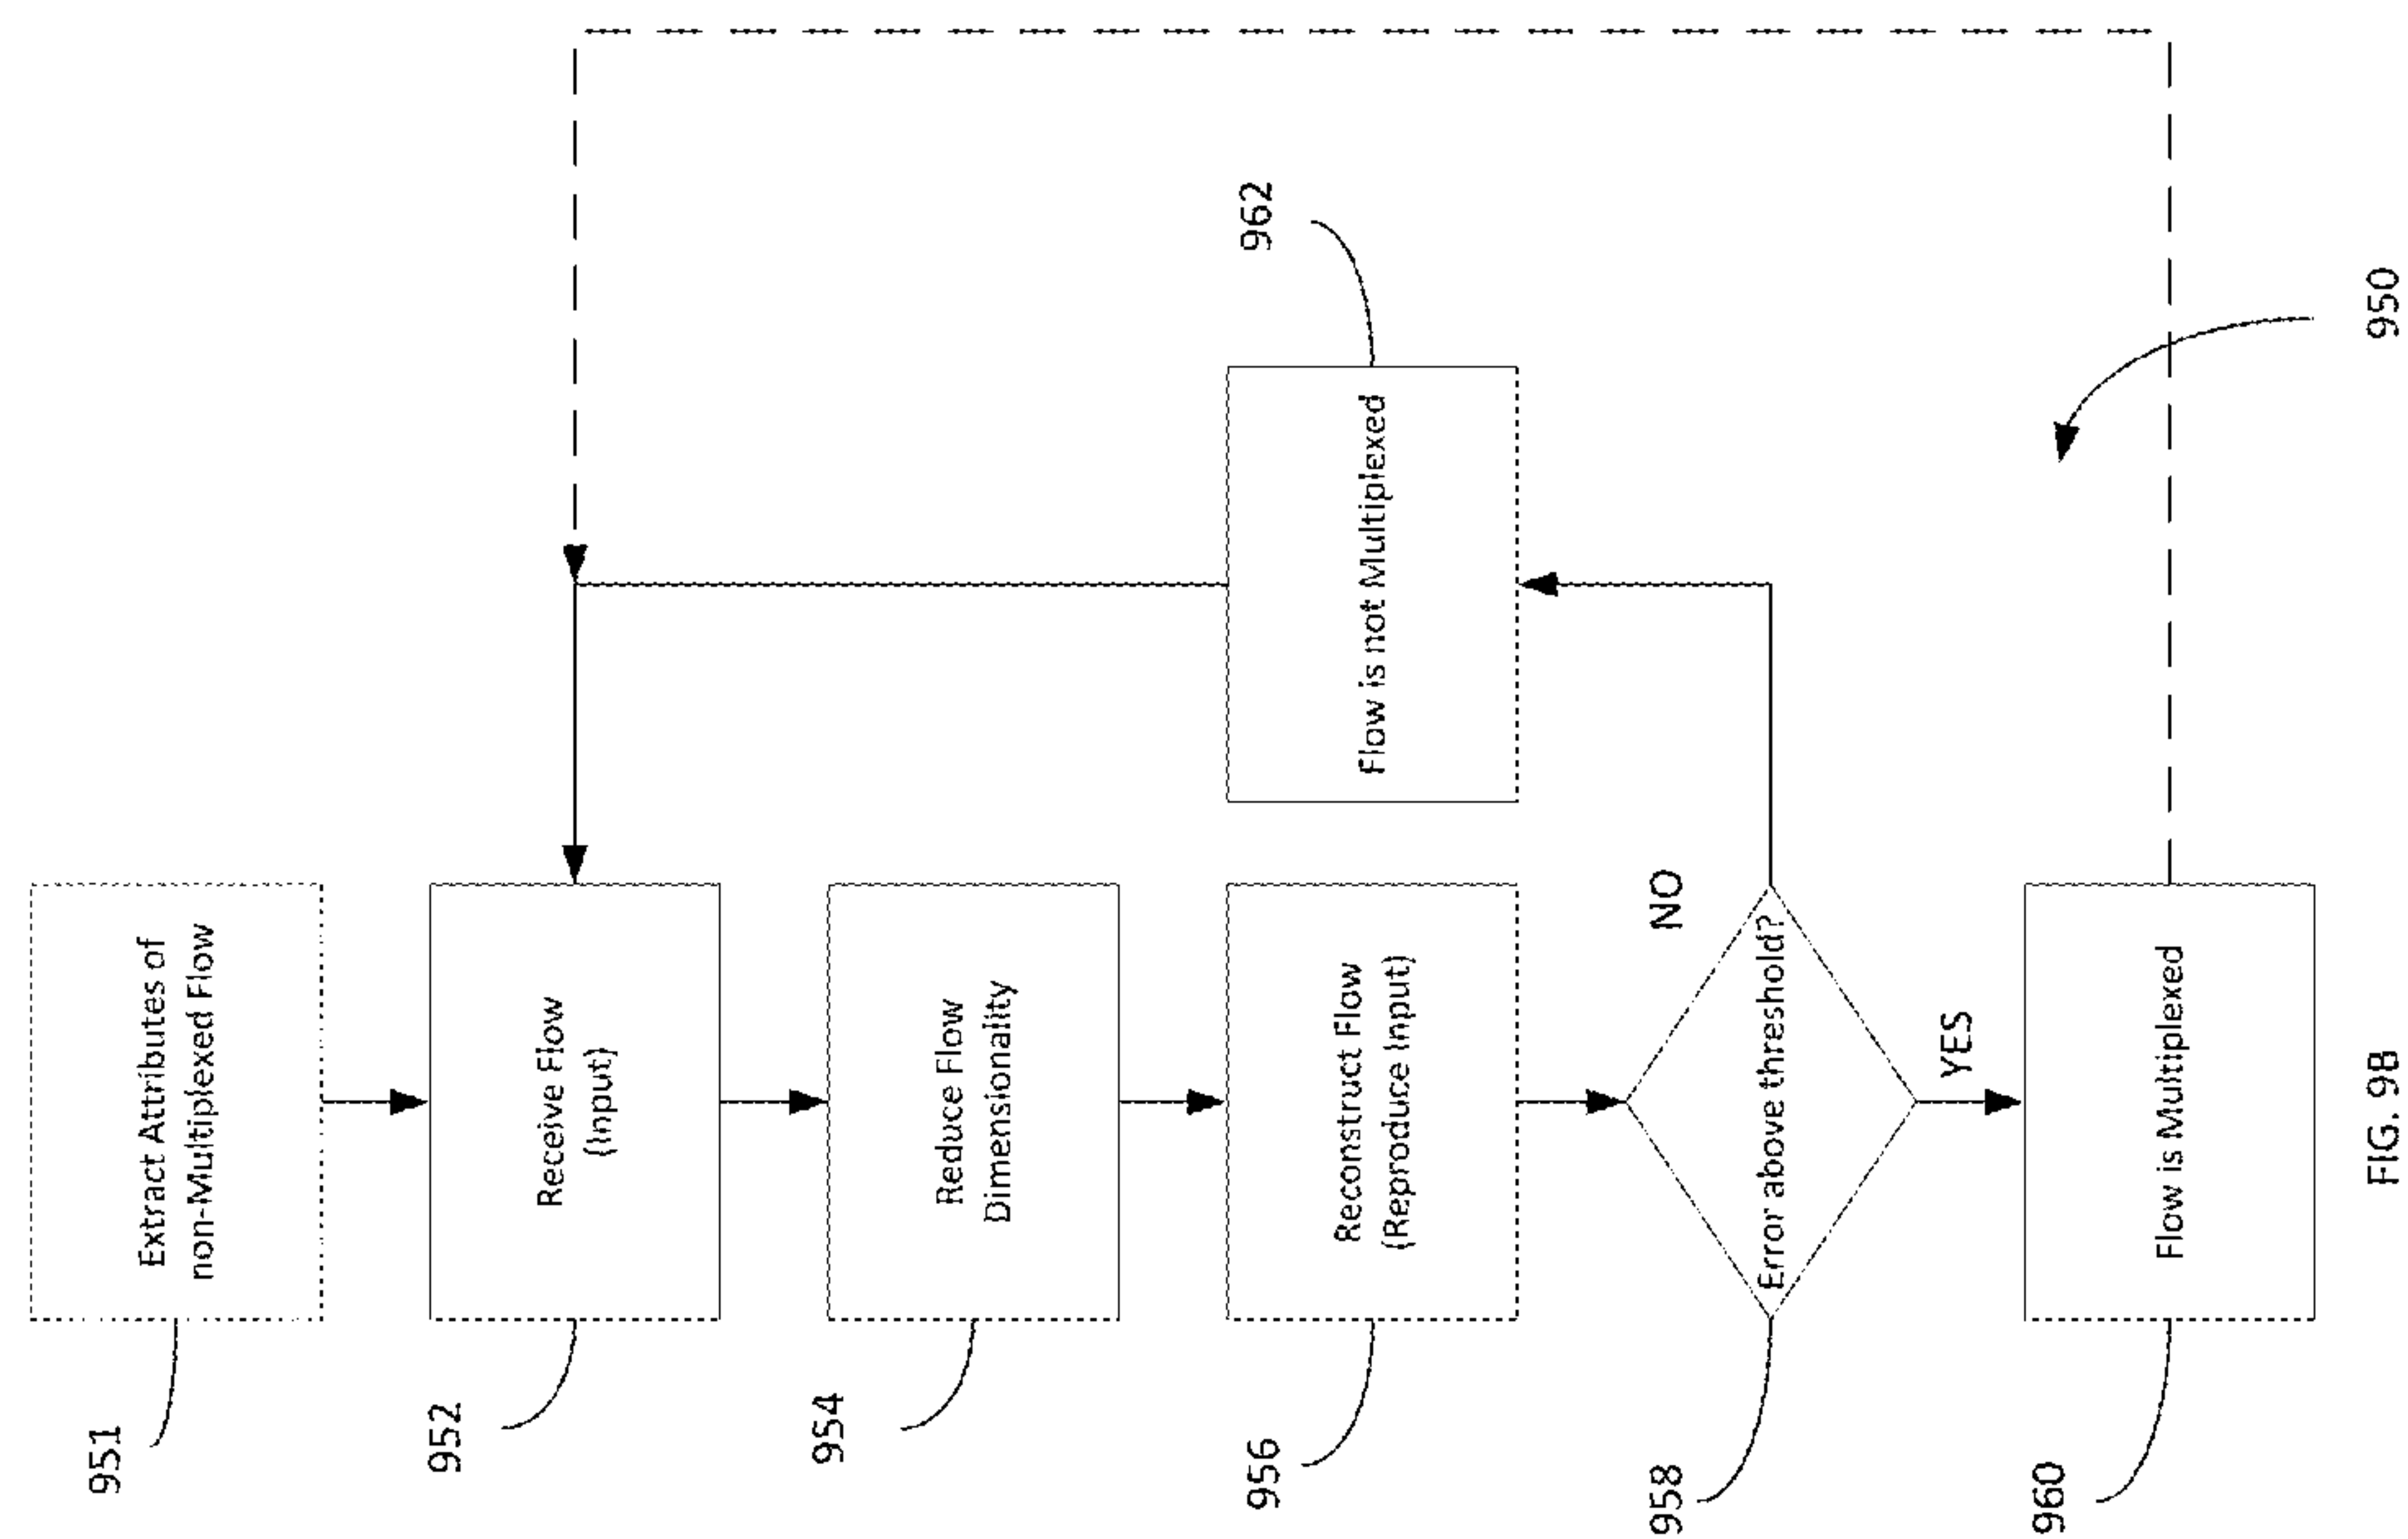 951
Extract Attributes of
non-Multiplexed Flow
952
Receive Flow
(Input)
954
Reduce Flow
Dimensionality
956
Reconstruct Flow
(Reproduce Input)
962
Flow is not Multiplexed
958
Error above threshold?
NO
YES
960
Flow is Multiplexed
950
FIG. 9B